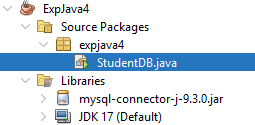 ExpJava4
Source Packages
expjava4
StudentDB.java
Libraries
mysql-connector-j-9.3.0.jar
JDK 17 (Default)